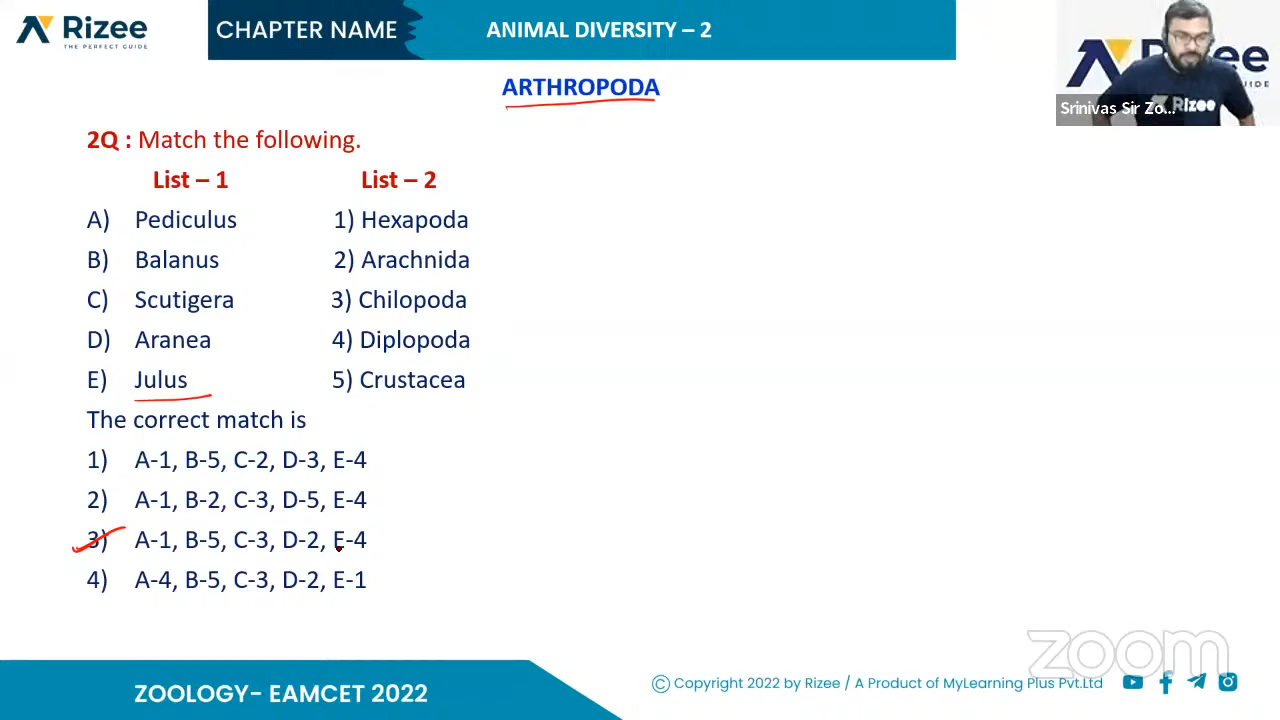 Rizee
THE PERFECT GUIDE
CHAPTER NAME
ANIMAL DIVERSITY – 2
ARTHROPODA
2Q : Match the following.
List – 1 List – 2
A) Pediculus 1) Hexapoda
B) Balanus 2) Arachnida
C) Scutigera 3) Chilopoda
D) Aranea 4) Diplopoda
E) Julus 5) Crustacea
The correct match is
1) A-1, B-5, C-2, D-3, E-4
2) A-1, B-2, C-3, D-5, E-4
3) A-1, B-5, C-3, D-2, E-4
4) A-4, B-5, C-3, D-2, E-1
Srinivas Sir Zo...
Rizee
zoom
ZOOLOGY- EAMCET 2022
© Copyright 2022 by Rizee / A Product of MyLearning Plus Pvt.Ltd